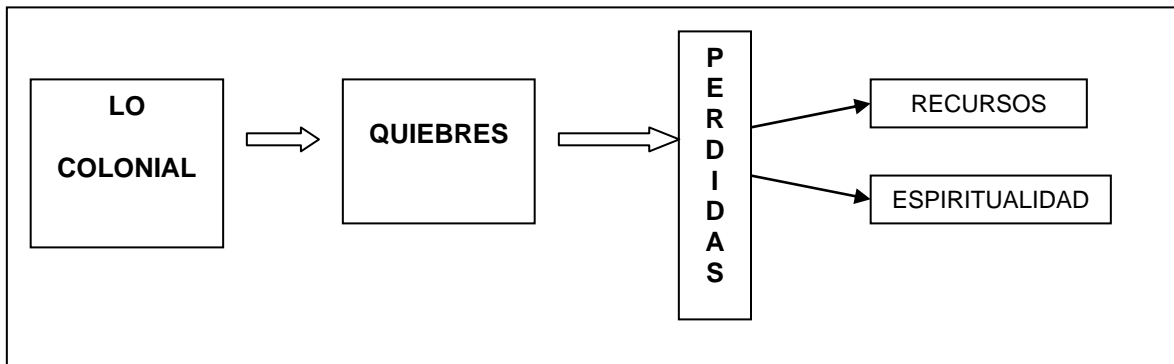 LO
COLONIAL
QUIEBRES
P
E
R
D
I
D
A
S
RECURSOS
ESPIRITUALIDAD